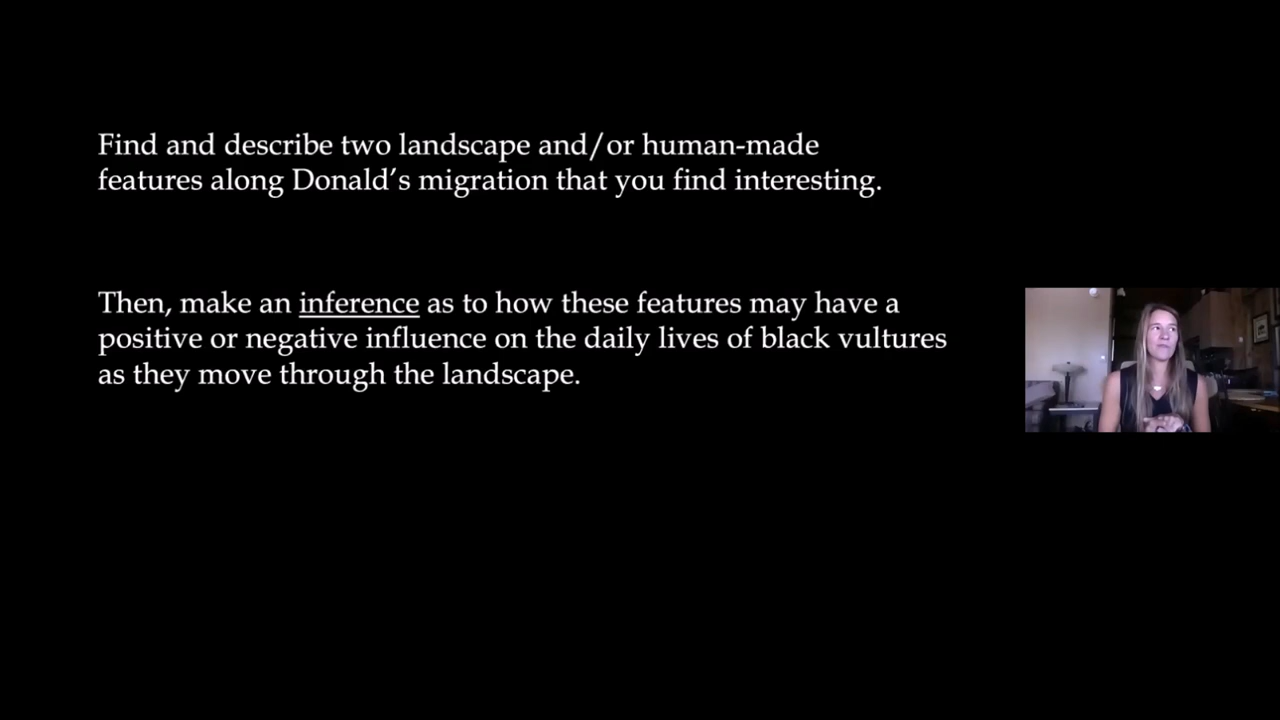 Find and describe two landscape and/or human-made
features along Donald’s migration that you find interesting.
Then, make an inference as to how these features may have a
positive or negative influence on the daily lives of black vultures
as they move through the landscape.